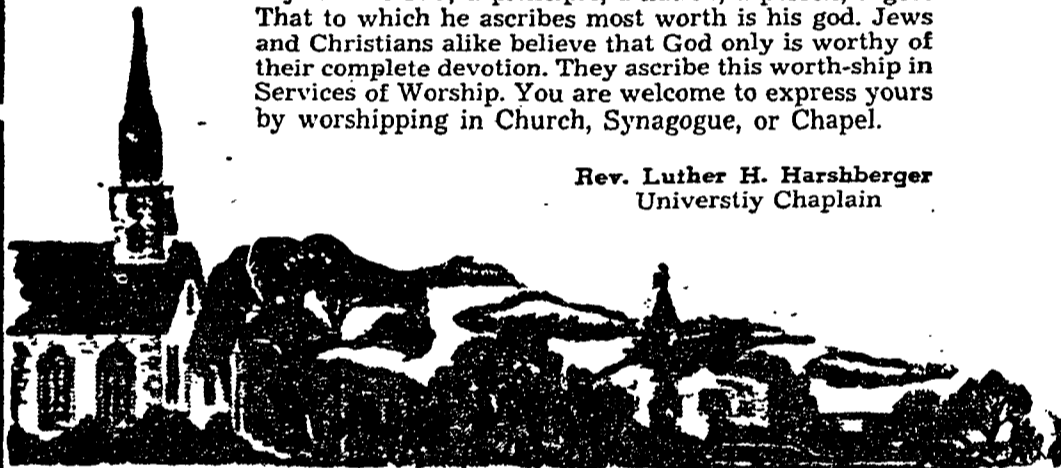 That to which he ascribes most worth is his god. Jews
and Christians alike believe that God only is worthy of
their complete devotion. They ascribe this worth-ship in
Services of Worship. You are welcome to express yours
by worshipping in Church, Synagogue, or Chapel.
Rev. Luther H. Harshberger
Universtiy Chaplain